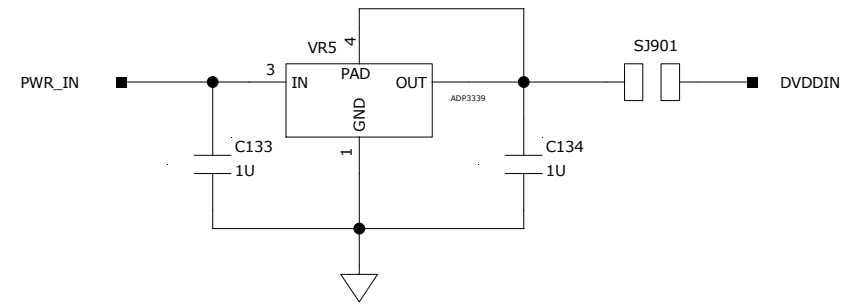 SJ901
VR5
4
PWR_IN
3
IN
PAD
OUT
ADP3339
DVDDIN
GND
1
C133
1U
C134
1U